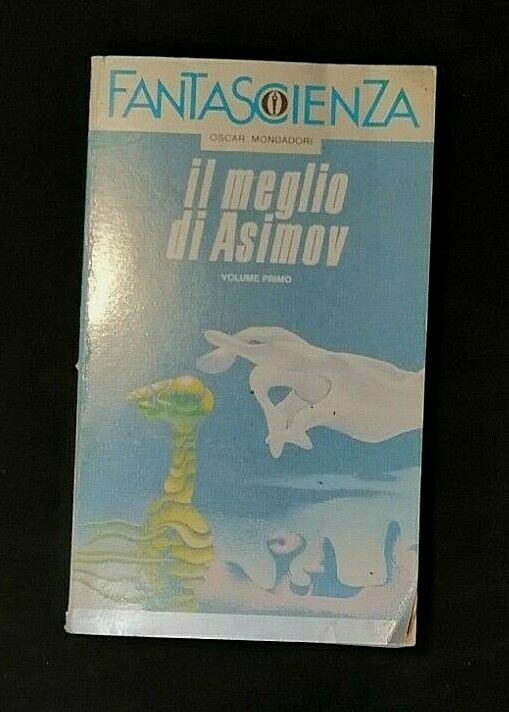 FANTASCIENZA
OSCAR MONDADORI
il meglio
di Asimov
VOLUME PRIMO